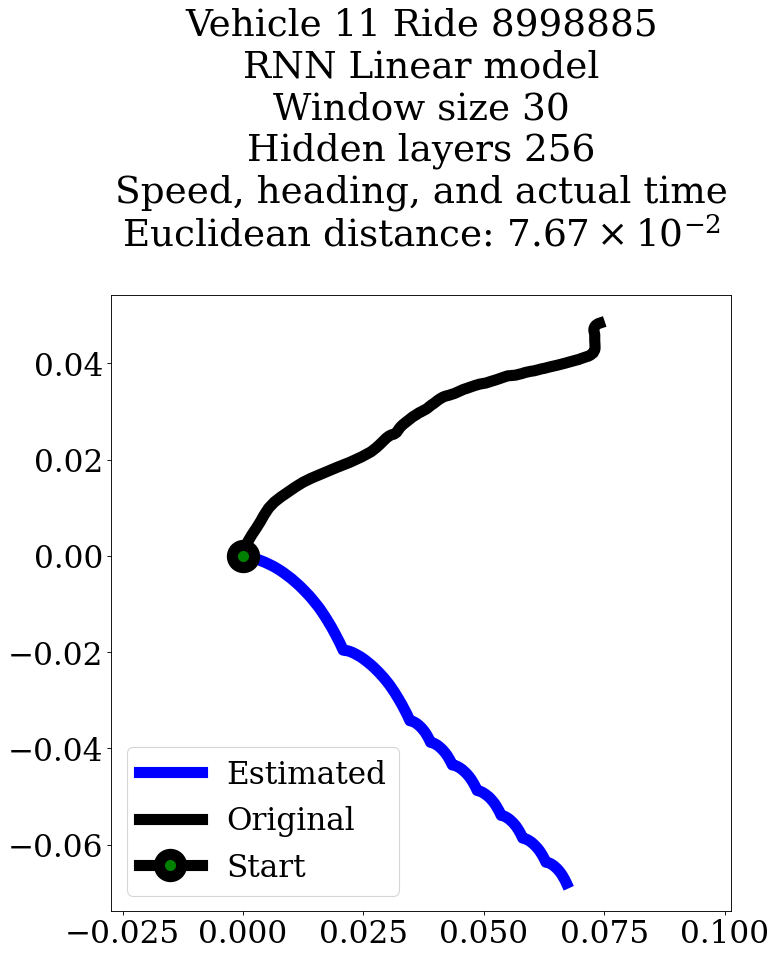 Vehicle 11 Ride 8998885
RNN Linear model
Window size 30
Hidden layers 256
Speed, heading, and actual time
Euclidean distance: 7.67 × 10⁻²
0.04
0.02
0.00
−0.02
−0.04
−0.06
Estimated
Original
Start
−0.025 0.000 0.025 0.050 0.075 0.100